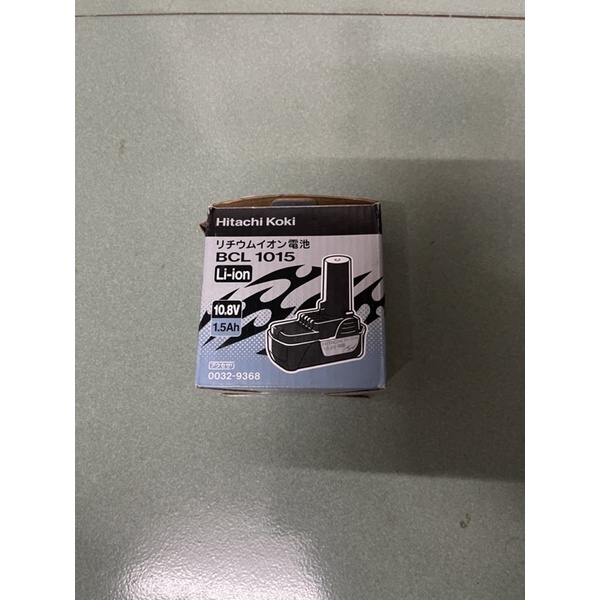 Hitachi Koki
リチウムイオン電池
BCL 1015
Li-ion
10.8V
1.5Ah
アクセサリ
0032-9368